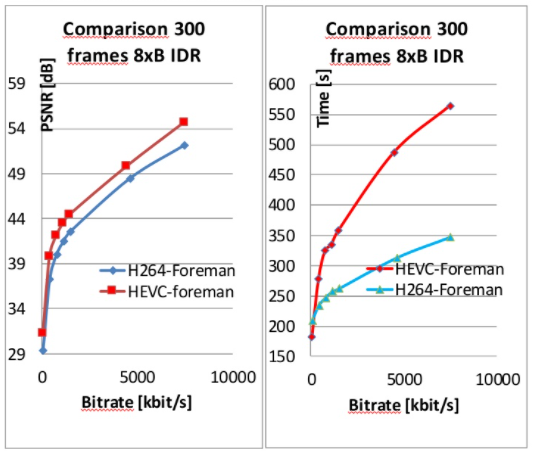 Comparison 300
frames 8xB IDR
PSNR [dB]
59
54
49
44
39
34
29
H264-Foreman
HEVC-foreman
0
5000
10000
Bitrate [kbit/s]
Comparison 300
frames 8xB IDR
Time [s]
600
550
500
450
400
350
300
250
200
150
HEVC-Foreman
H264-Foreman
0
5000
10000
Bitrate [kbit/s]